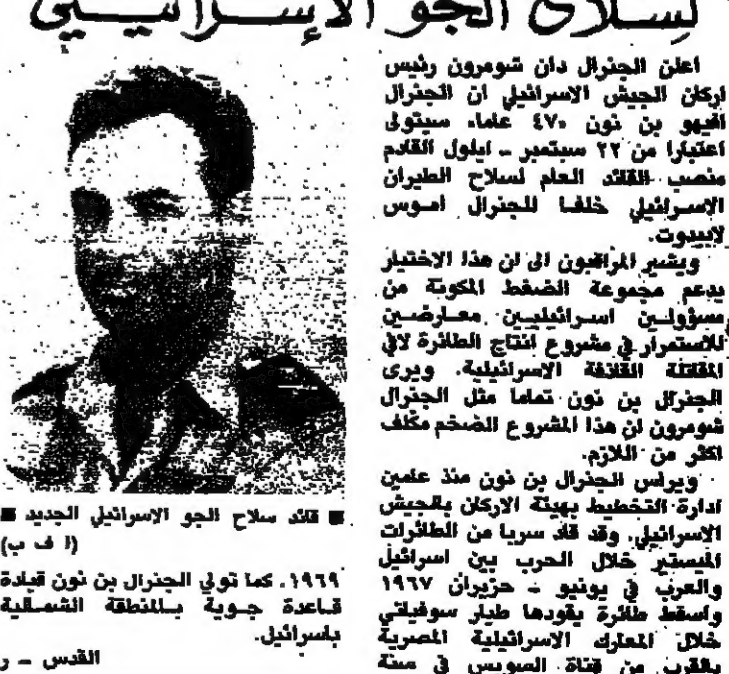 لسلاح الجو الإسرائيلي
اعلن الجنرال دان شومرون رئيس
اركان الجيش الاسرائيلي ان الجنرال
افيهو بن نون «٤٧ عاما» سيتولى
اعتبارا من ٢٢ سبتمبر ـ ايلول القادم
منصب القائد العام لسلاح الطيران
الاسرائيلي خلفا للجنرال اموس
لابيدوت.
ويشير المراقبون الى ان هذا الاختيار
يدعم مجموعة الضغط المكونة من
مسؤولين اسرائيليين معارضين
للاستمرار في مشروع انتاج الطائرة لافي
المقاتلة القاذفة الاسرائيلية. ويرى
الجنرال بن نون تماما مثل الجنرال
شومرون ان هذا المشروع الضخم مكلف
اكثر من اللازم.
ويراس الجنرال بن نون منذ عامين
ادارة التخطيط بهيئة الاركان بالجيش
الاسرائيلي. وقد قاد سربا من الطائرات
الميستير خلال الحرب بين اسرائيل
والعرب في يونيو ـ حزيران ١٩٦٧
واسقط طائرة يقودها طيار سوفيتي
خلال المعارك الاسرائيلية المصرية
بالقرب من قناة السويس في سنة
■ قائد سلاح الجو الاسرائيلي الجديد ■
(ا ف ب)
١٩٦٩. كما تولي الجنرال بن نون قيادة
قاعدة جوية بالمنطقة الشمالية
باسرائيل.
القدس ـ ر